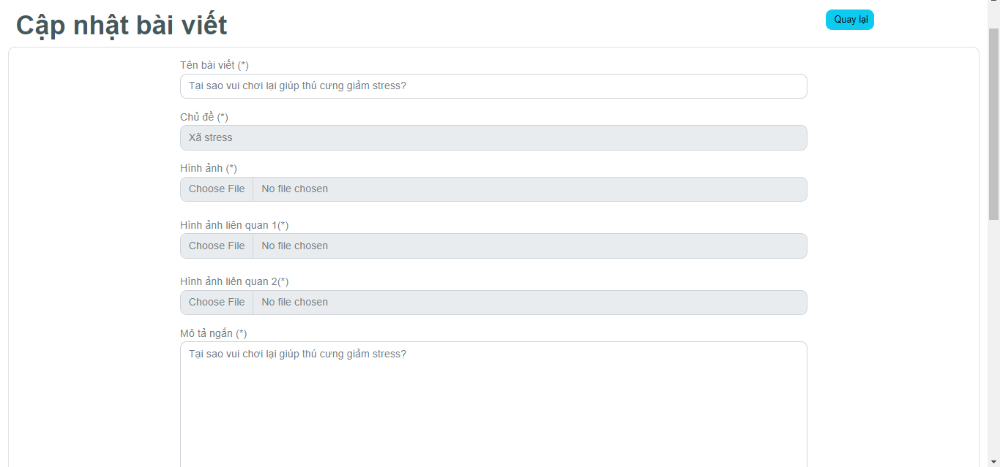 Cập nhật bài viết
Quay lại
Tên bài viết (*)
Tại sao vui chơi lại giúp thú cưng giảm stress?
Chủ đề (*)
Xã stress
Hình ảnh (*)
Choose File No file chosen
Hình ảnh liên quan 1(*)
Choose File No file chosen
Hình ảnh liên quan 2(*)
Choose File No file chosen
Mô tả ngắn (*)
Tại sao vui chơi lại giúp thú cưng giảm stress?